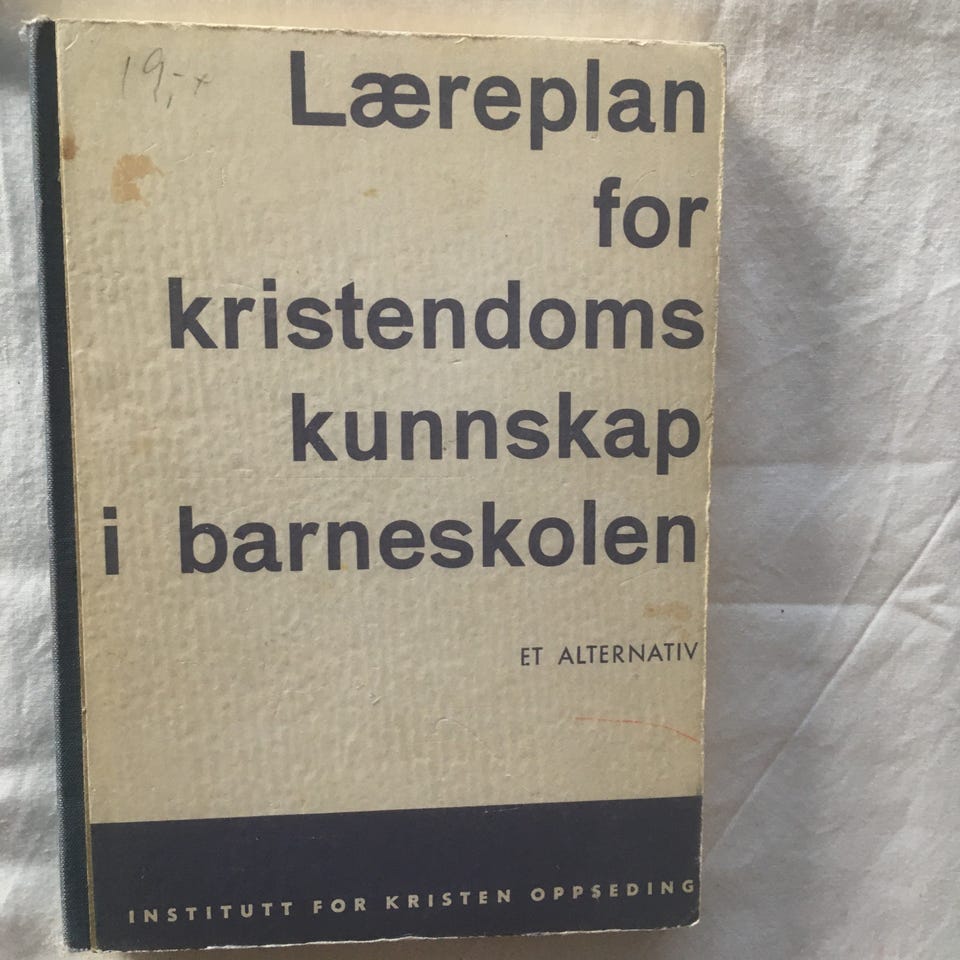 19,-
Læreplan
for
kristendoms
kunnskap
i barneskolen
ET ALTERNATIV
INSTITUTT FOR KRISTEN OPPSEDING